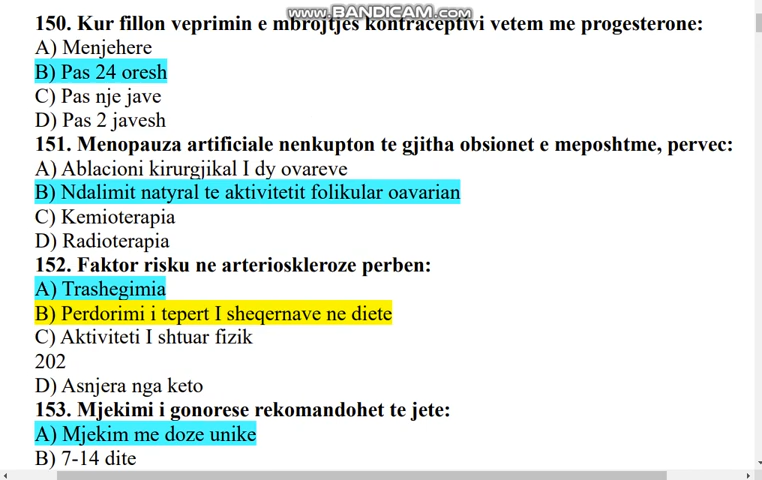 www.BANDICAM.com
150. Kur fillon veprimin e mbrojtjes kontraceptivi vetem me progesterone:
A) Menjehere
B) Pas 24 oresh
C) Pas nje jave
D) Pas 2 javesh
151. Menopauza artificiale nenkupton te gjitha obsionet e meposhtme, pervec:
A) Ablacioni kirurgjikal I dy ovareve
B) Ndalimit natyral te aktivitetit folikular oavarian
C) Kemioterapia
D) Radioterapia
152. Faktor risku ne arterioskleroze perben:
A) Trashegimia
B) Perdorimi i tepert I sheqernave ne diete
C) Aktiviteti I shtuar fizik
202
D) Asnjera nga keto
153. Mjekimi i gonorese rekomandohet te jete:
A) Mjekim me doze unike
B) 7-14 dite